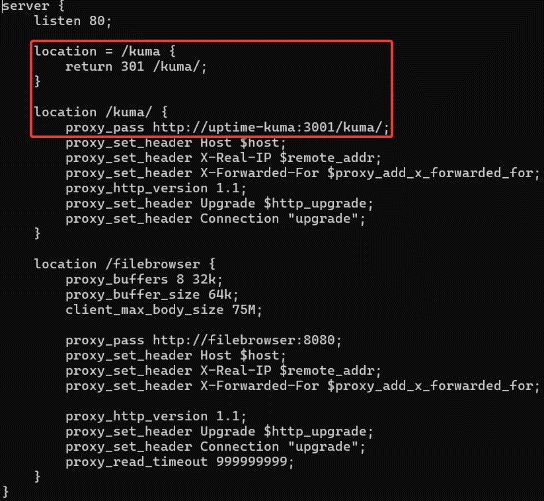 server {
    listen 80;

    location = /kuma {
        return 301 /kuma/;
    }

    location /kuma/ {
        proxy_pass http://uptime-kuma:3001/kuma/;
        proxy_set_header Host $host;
        proxy_set_header X-Real-IP $remote_addr;
        proxy_set_header X-Forwarded-For $proxy_add_x_forwarded_for;
        proxy_http_version 1.1;
        proxy_set_header Upgrade $http_upgrade;
        proxy_set_header Connection "upgrade";
    }

    location /filebrowser {
        proxy_buffers 8 32k;
        proxy_buffer_size 64k;
        client_max_body_size 75M;

        proxy_pass http://filebrowser:8080;
        proxy_set_header Host $host;
        proxy_set_header X-Real-IP $remote_addr;
        proxy_set_header X-Forwarded-For $proxy_add_x_forwarded_for;

        proxy_http_version 1.1;
        proxy_set_header Upgrade $http_upgrade;
        proxy_set_header Connection "upgrade";
        proxy_read_timeout 999999999;
    }
}